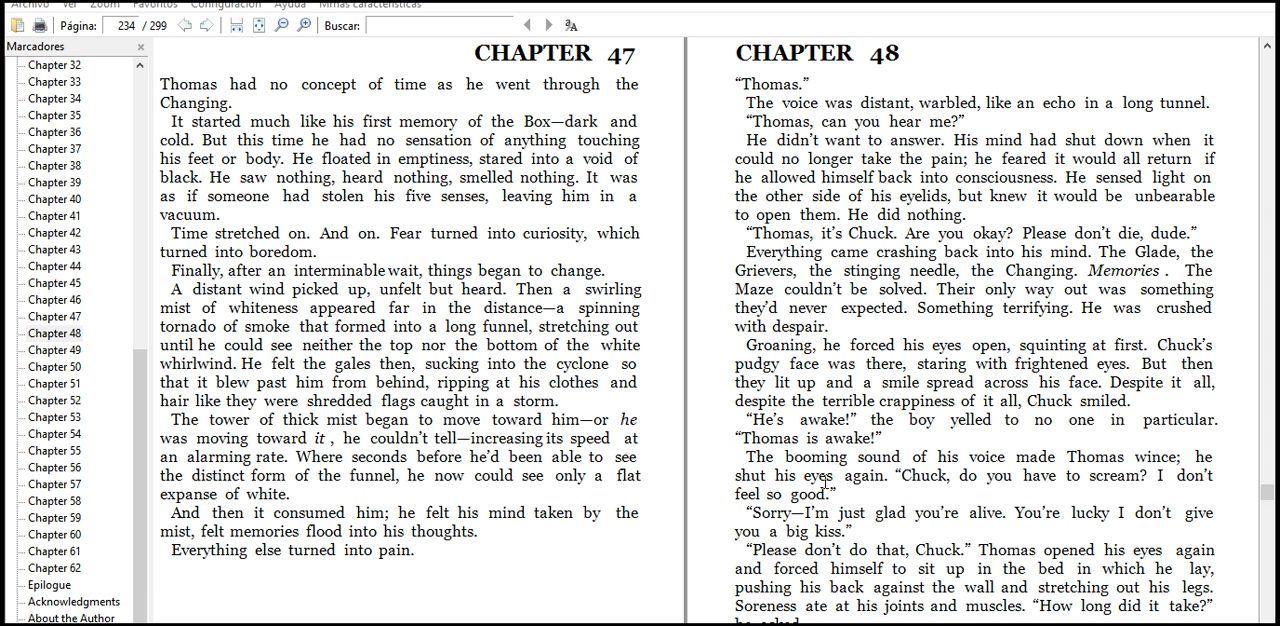 Archivo Ver Zoom Favoritos Configuración Ayuda Mínias características
Página: 234 / 299 Buscar:
Marcadores
Chapter 32
Chapter 33
Chapter 34
Chapter 35
Chapter 36
Chapter 37
Chapter 38
Chapter 39
Chapter 40
Chapter 41
Chapter 42
Chapter 43
Chapter 44
Chapter 45
Chapter 46
Chapter 47
Chapter 48
Chapter 49
Chapter 50
Chapter 51
Chapter 52
Chapter 53
Chapter 54
Chapter 55
Chapter 56
Chapter 57
Chapter 58
Chapter 59
Chapter 60
Chapter 61
Chapter 62
Epilogue
Acknowledgments
About the Author
CHAPTER 47
Thomas had no concept of time as he went through the
Changing.
It started much like his first memory of the Box—dark and
cold. But this time he had no sensation of anything touching
his feet or body. He floated in emptiness, stared into a void of
black. He saw nothing, heard nothing, smelled nothing. It was
as if someone had stolen his five senses, leaving him in a
vacuum.
Time stretched on. And on. Fear turned into curiosity, which
turned into boredom.
Finally, after an interminable wait, things began to change.
A distant wind picked up, unfelt but heard. Then a swirling
mist of whiteness appeared far in the distance—a spinning
tornado of smoke that formed into a long funnel, stretching out
until he could see neither the top nor the bottom of the white
whirlwind. He felt the gales then, sucking into the cyclone so
that it blew past him from behind, ripping at his clothes and
hair like they were shredded flags caught in a storm.
The tower of thick mist began to move toward him—or he
was moving toward it , he couldn't tell—increasing its speed at
an alarming rate. Where seconds before he'd been able to see
the distinct form of the funnel, he now could see only a flat
expanse of white.
And then it consumed him; he felt his mind taken by the
mist, felt memories flood into his thoughts.
Everything else turned into pain.
CHAPTER 48
“Thomas.”
The voice was distant, warbled, like an echo in a long tunnel.
“Thomas, can you hear me?”
He didn’t want to answer. His mind had shut down when it
could no longer take the pain; he feared it would all return if
he allowed himself back into consciousness. He sensed light on
the other side of his eyelids, but knew it would be unbearable
to open them. He did nothing.
“Thomas, it’s Chuck. Are you okay? Please don’t die, dude.”
Everything came crashing back into his mind. The Glade, the
Grievers, the stinging needle, the Changing. Memories . The
Maze couldn’t be solved. Their only way out was something
they’d never expected. Something terrifying. He was crushed
with despair.
Groaning, he forced his eyes open, squinting at first. Chuck’s
pudgy face was there, staring with frightened eyes. But then
they lit up and a smile spread across his face. Despite it all,
despite the terrible crappiness of it all, Chuck smiled.
“He’s awake!” the boy yelled to no one in particular.
“Thomas is awake!”
The booming sound of his voice made Thomas wince; he
shut his eyes again. “Chuck, do you have to scream? I don’t
feel so good.”
“Sorry—I’m just glad you’re alive. You’re lucky I don’t give
you a big kiss.”
“Please don’t do that, Chuck.” Thomas opened his eyes again
and forced himself to sit up in the bed in which he lay,
pushing his back against the wall and stretching out his legs.
Soreness ate at his joints and muscles. “How long did it take?”
he asked.